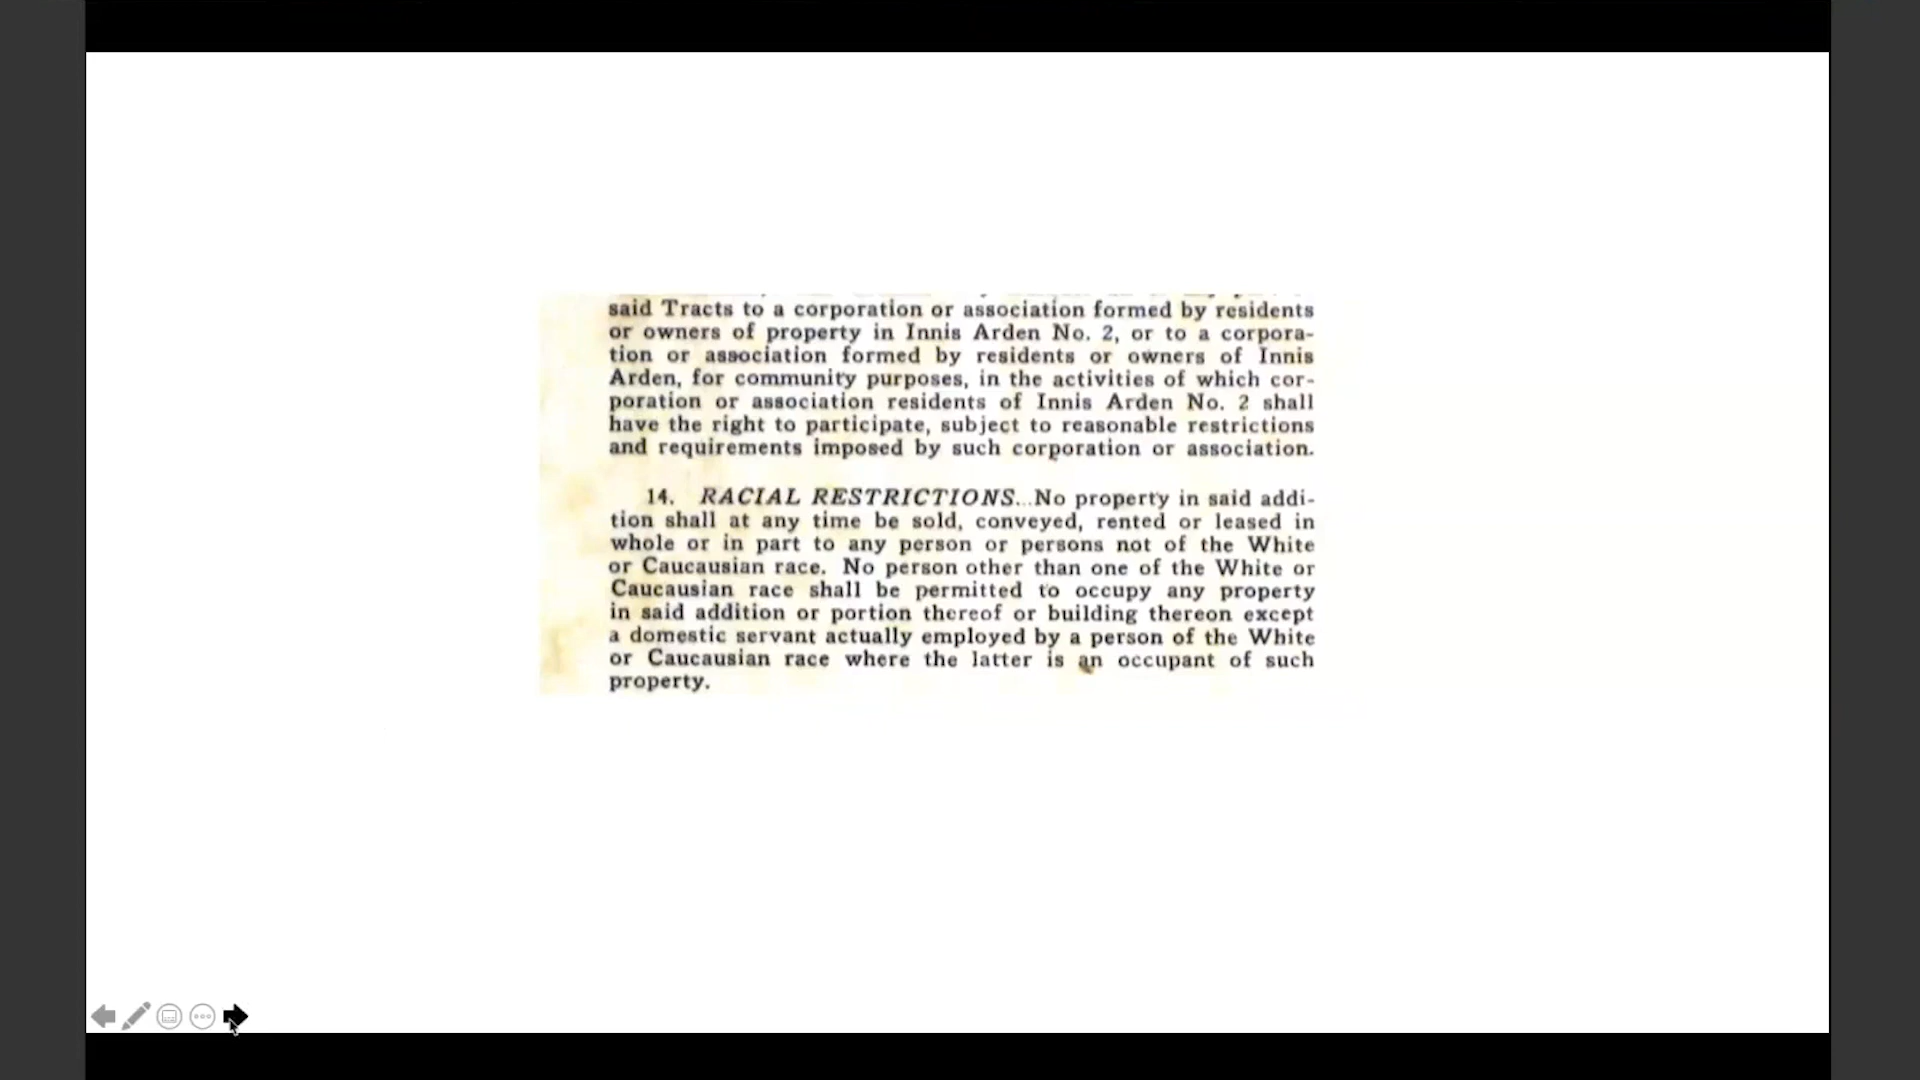 said Tracts to a corporation or association formed by residents
or owners of property in Innis Arden No. 2, or to a corpora-
tion or association formed by residents or owners of Innis
Arden, for community purposes, in the activities of which cor-
poration or association residents of Innis Arden No. 2 shall
have the right to participate, subject to reasonable restrictions
and requirements imposed by such corporation or association.
14. RACIAL RESTRICTIONS...No property in said addi-
tion shall at any time be sold, conveyed, rented or leased in
whole or in part to any person or persons not of the White
or Caucausian race. No person other than one of the White or
Caucausian race shall be permitted to occupy any property
in said addition or portion thereof or building thereon except
a domestic servant actually employed by a person of the White
or Caucausian race where the latter is an occupant of such
property.